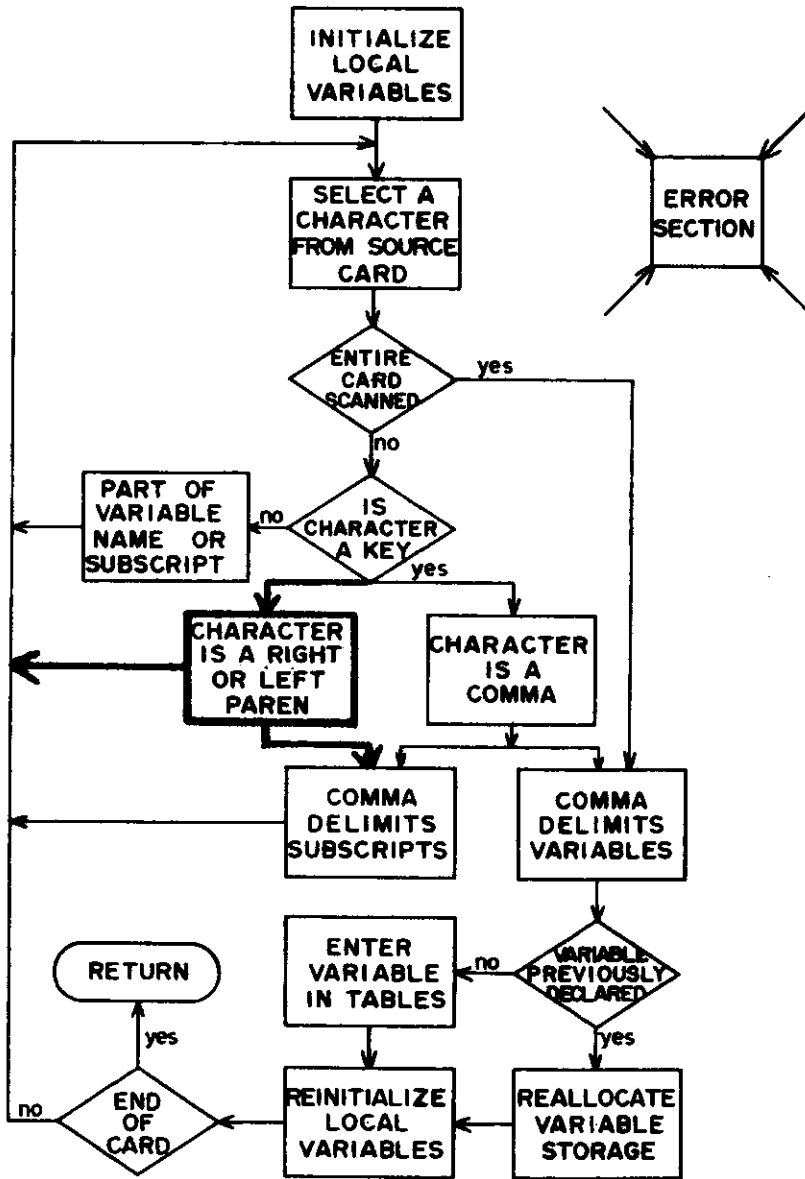 INITIALIZE
LOCAL
VARIABLES
SELECT A
CHARACTER
FROM SOURCE
CARD
ERROR
SECTION
ENTIRE
CARD
SCANNED
yes
no
IS
CHARACTER
A KEY
no
PART OF
VARIABLE
NAME OR
SUBSCRIPT
yes
CHARACTER
IS A RIGHT
OR LEFT
PAREN
CHARACTER
IS A
COMMA
COMMA
DELIMITS
SUBSCRIPTS
COMMA
DELIMITS
VARIABLES
VARIABLE
PREVIOUSLY
DECLARED
no
ENTER
VARIABLE
IN TABLES
RETURN
yes
yes
END
OF
CARD
no
REINITIALIZE
LOCAL
VARIABLES
REALLOCATE
VARIABLE
STORAGE